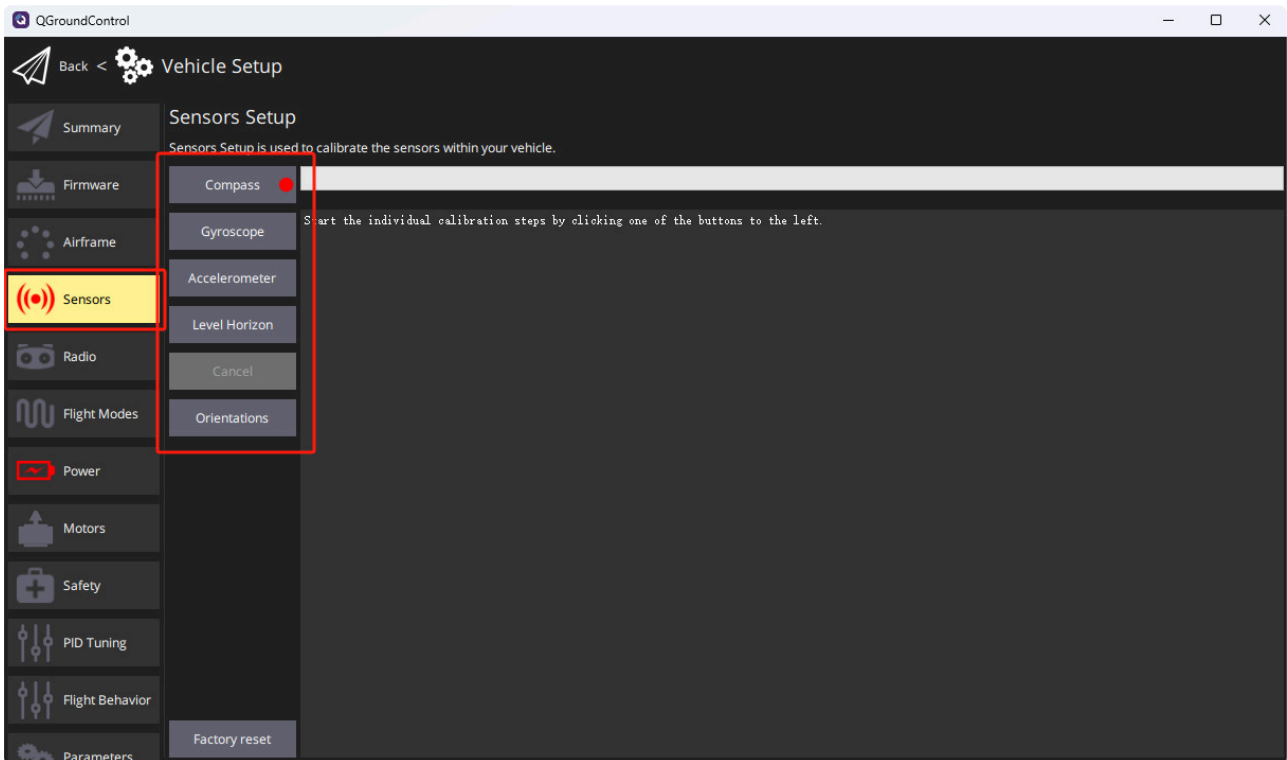 QGroundControl
Back < Vehicle Setup
Summary
Firmware
Airframe
Sensors
Radio
Flight Modes
Power
Motors
Safety
PID Tuning
Flight Behavior
Parameters
Sensors Setup
Sensors Setup is used to calibrate the sensors within your vehicle.
Compass
Gyroscope
Accelerometer
Level Horizon
Cancel
Orientations
Factory reset
Start the individual calibration steps by clicking one of the buttons to the left.